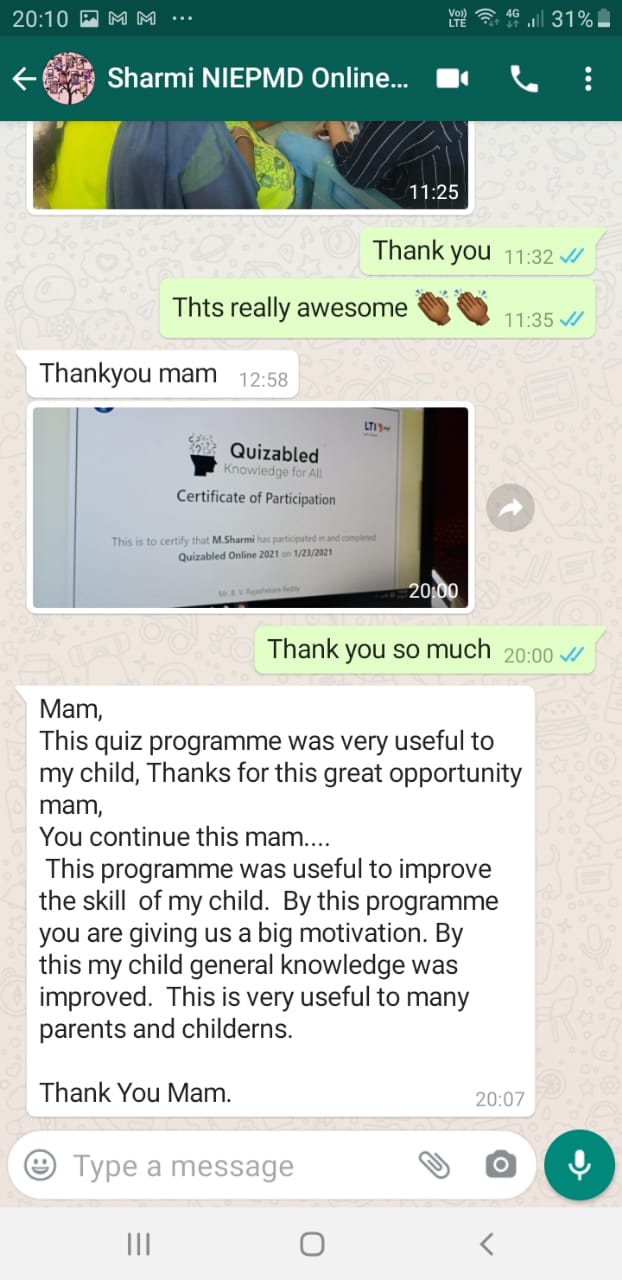 20:10
Voı) LTE 4G 31%
Sharmi NIEPMD Online...
11:25
Thank you 11:32
Thts really awesome 👏🏾👏🏾 11:35
Thankyou mam 12:58
LTI
Quizabled
Knowledge for All
Certificate of Participation
This is to certify that M.Sharmi has participated in and completed
Quizabled Online 2021 on 1/23/2021
Mr. B. V. Rajashekara Reddy
20:00
Thank you so much 20:00
Mam,
This quiz programme was very useful to
my child, Thanks for this great opportunity
mam,
You continue this mam....
This programme was useful to improve
the skill of my child. By this programme
you are giving us a big motivation. By
this my child general knowledge was
improved. This is very useful to many
parents and childerns.
Thank You Mam. 20:07
Type a message